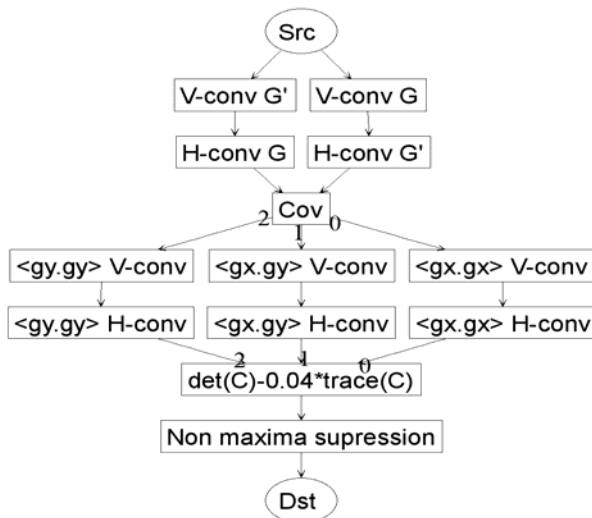 Src
V-conv G' V-conv G
H-conv G H-conv G'
Cov
2 1 0
<gy.gy> V-conv <gx.gy> V-conv <gx.gx> V-conv
<gy.gy> H-conv <gx.gy> H-conv <gx.gx> H-conv
2 1 0
det(C)-0.04*trace(C)
Non maxima supression
Dst